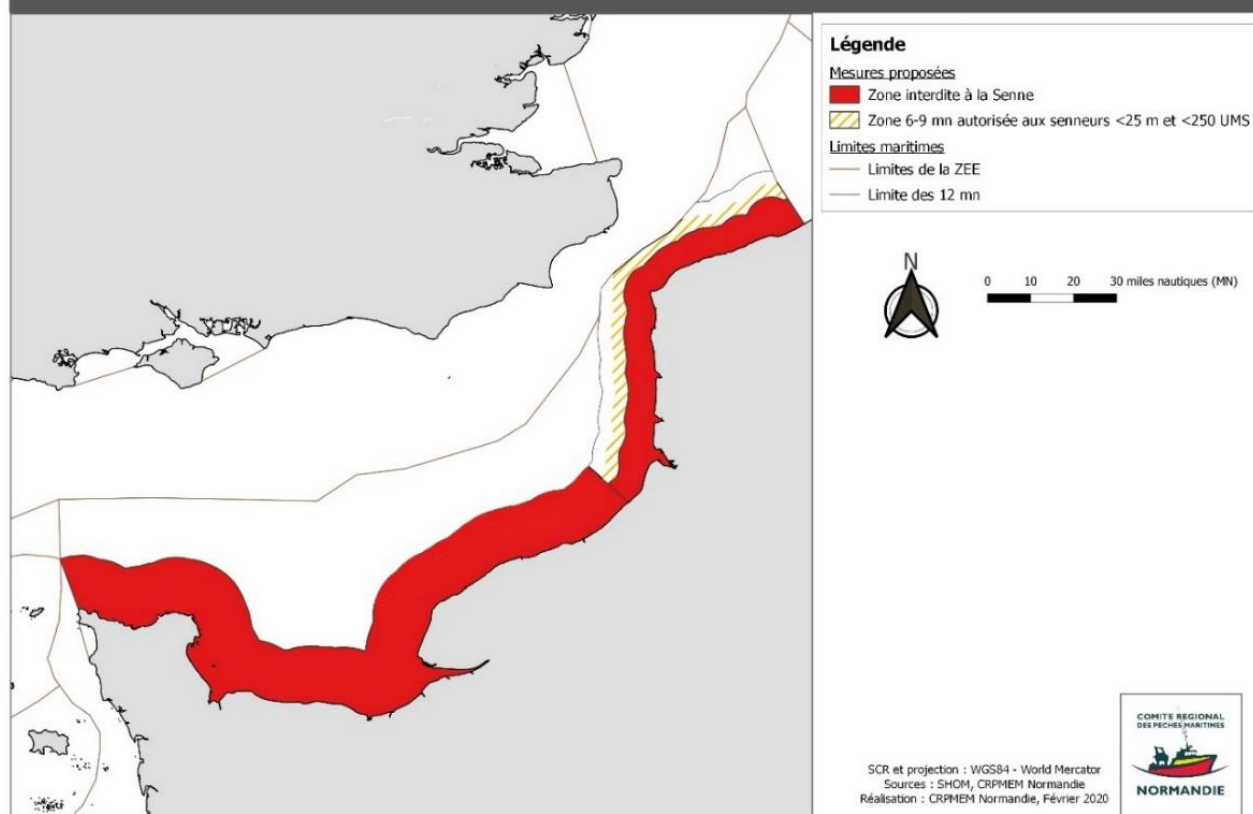 Légende
Mesures proposées
Zone interdite à la Senne
Zone 6-9 mn autorisée aux senneurs <25 m et <250 UMS
Limites maritimes
Limites de la ZEE
Limite des 12 mn
N
0 10 20 30 miles nautiques (MN)
SCR et projection : WGS84 - World Mercator
Sources : SHOM, CRPMEM Normandie
Réalisation : CRPMEM Normandie, Février 2020
COMITE REGIONAL
DES PECHES MARITIMES
NORMANDIE